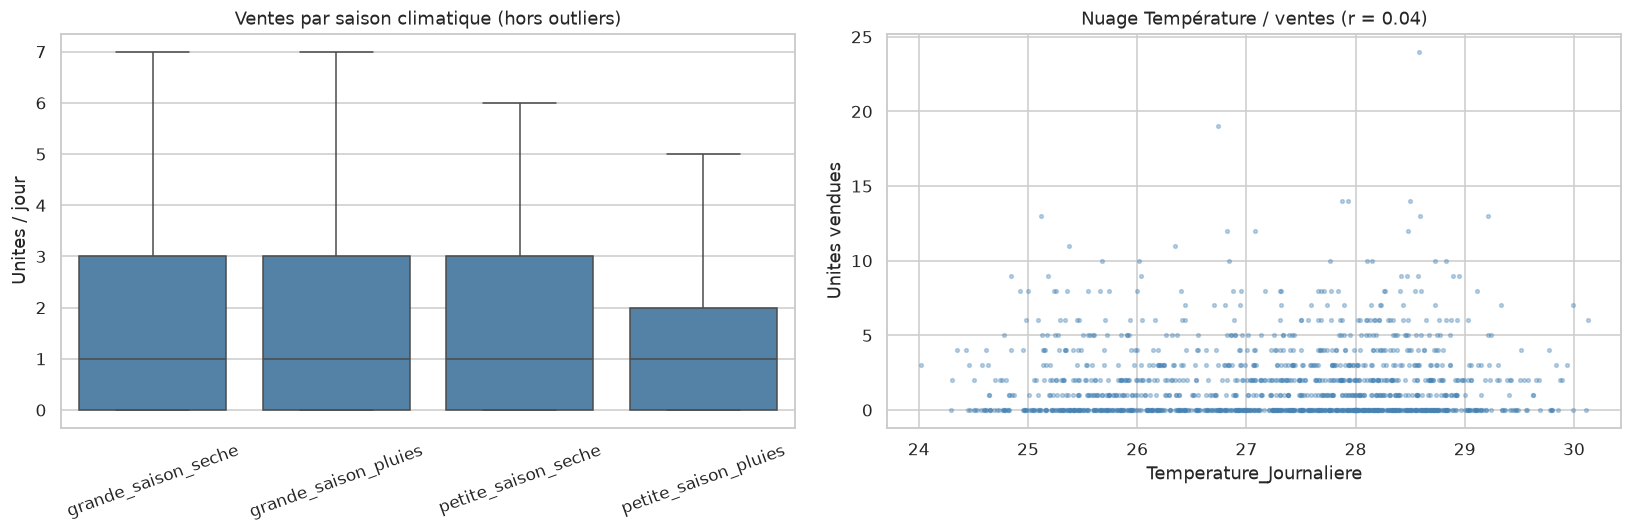 Ventes par saison climatique (hors outliers)
Unites / jour
7
6
5
4
3
2
1
0
grande_saison_seche
grande_saison_pluies
petite_saison_seche
petite_saison_pluies
Nuage Température / ventes (r = 0.04)
Unites vendues
25
20
15
10
5
0
24
25
26
27
28
29
30
Temperature_Journaliere